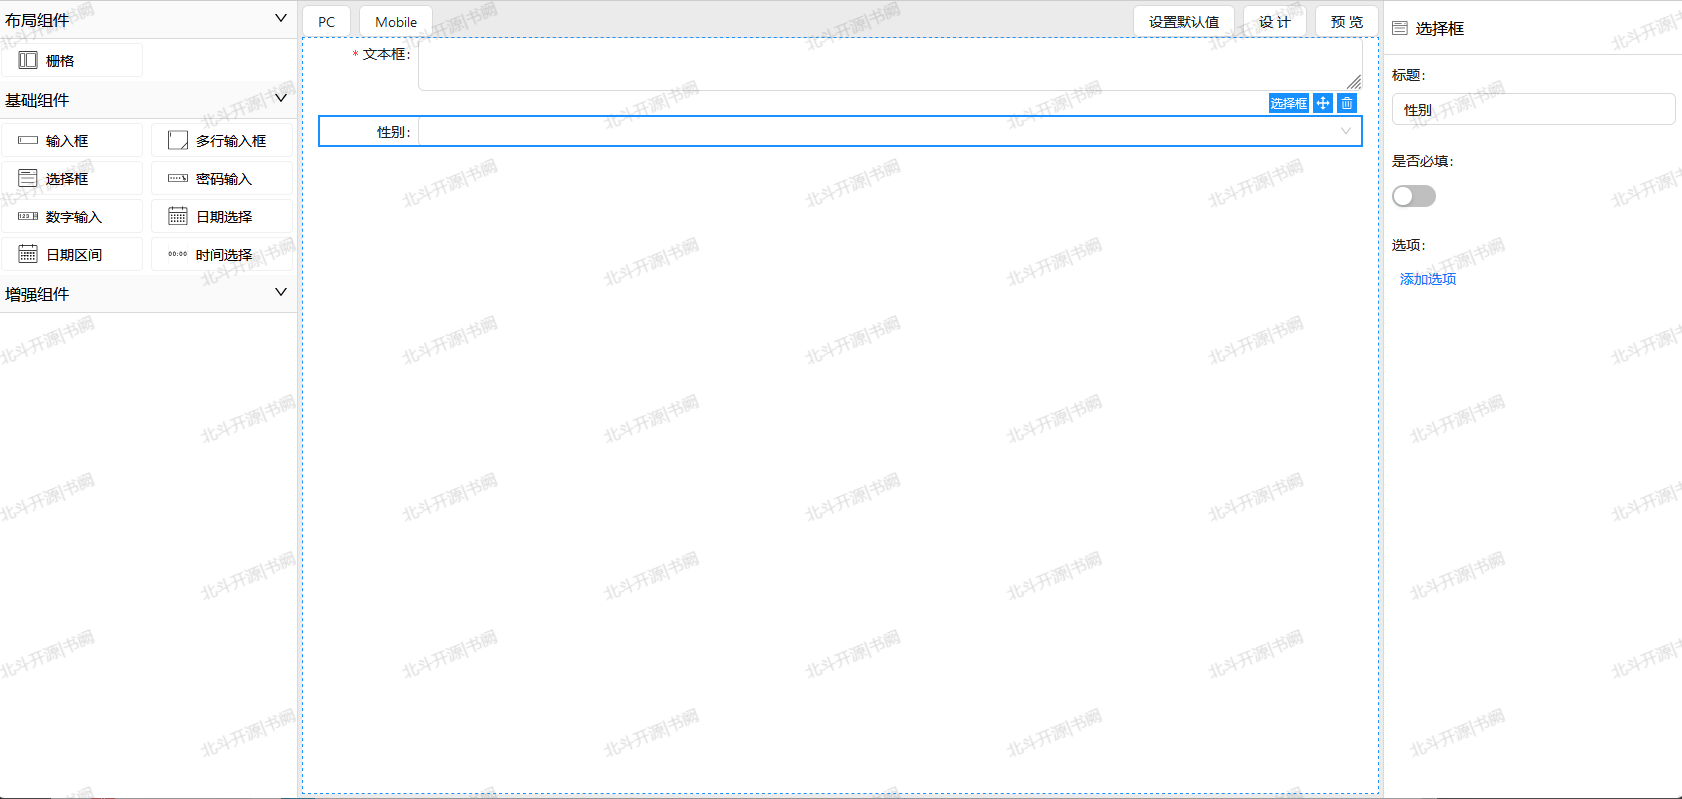 布局组件
栅格
基础组件
输入框
多行输入框
选择框
密码输入
数字输入
日期选择
日期区间
时间选择
增强组件
PC
Mobile
设置默认值
设 计
预 览
* 文本框:
选择框
性别:
选择框
标题:
性别
是否必填:
选项:
添加选项
北斗开源|书阙